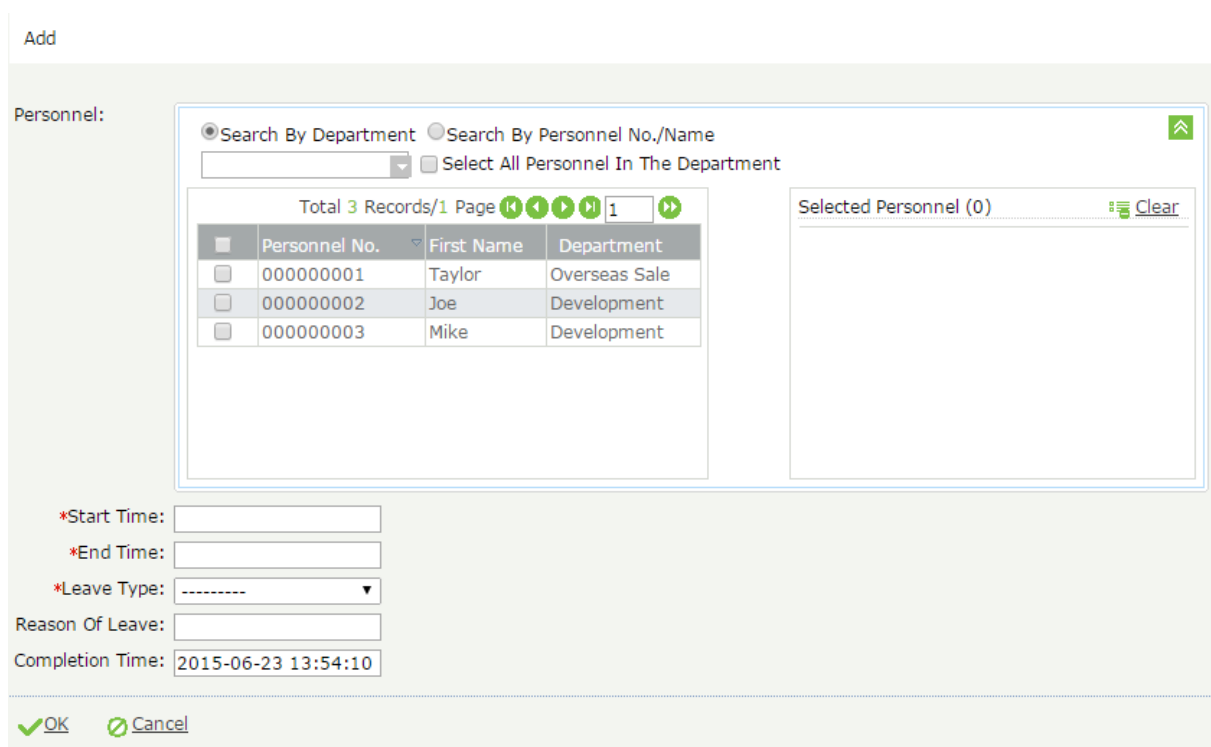 Add
Personnel:
Search By Department Search By Personnel No./Name
Select All Personnel In The Department
Total 3 Records/1 Page 1
Selected Personnel (0) Clear
Personnel No. First Name Department
000000001 Taylor Overseas Sale
000000002 Joe Development
000000003 Mike Development
*Start Time:
*End Time:
*Leave Type: ---------
Reason Of Leave:
Completion Time: 2015-06-23 13:54:10
OK Cancel